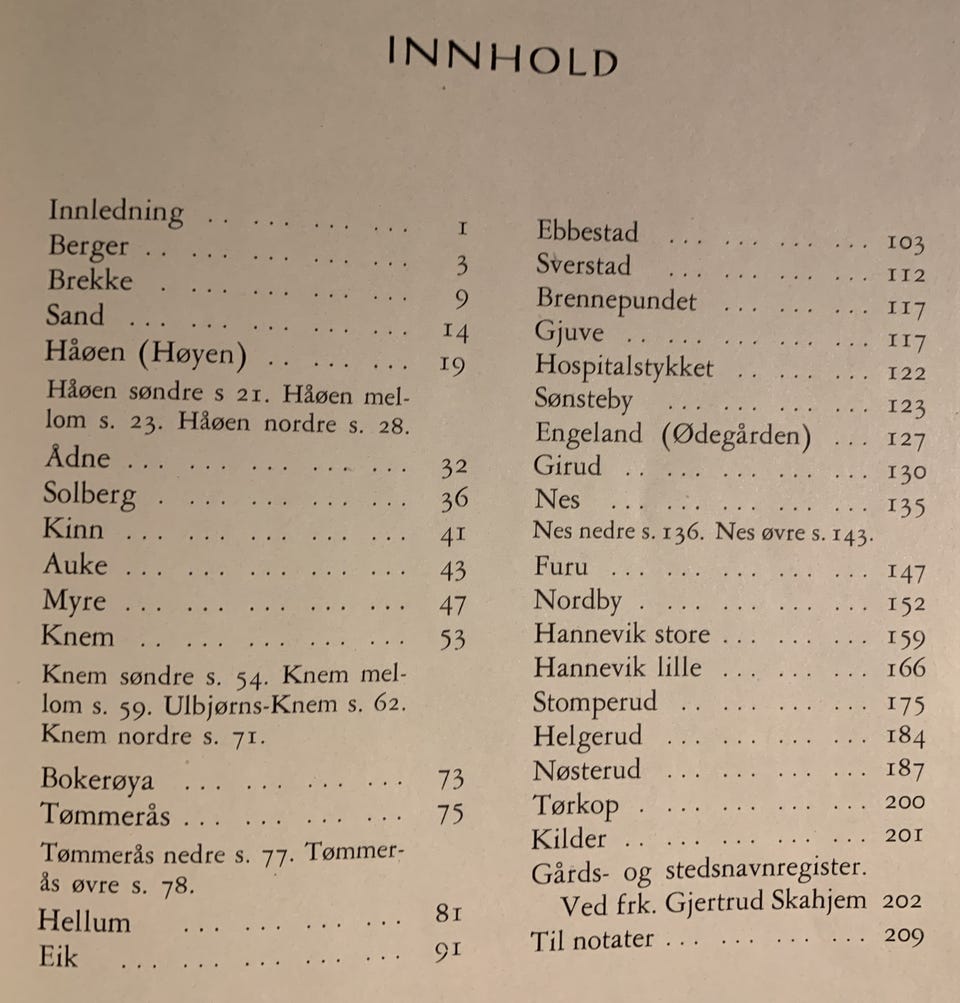 INNHOLD
Innledning .. ... ... ... 1
Berger .. ... ... ... ... 3
Brekke . ... ... ... ... 9
Sand ... ... ... ... ... 14
Håøen (Høyen) .. ... ... 19
Håøen søndre s 21. Håøen mel-
lom s. 23. Håøen nordre s. 28.
Ådne ... ... ... ... ... 32
Solberg . ... ... ... ... 36
Kinn ... ... ... ... ... 41
Auke ... ... ... ... ... 43
Myre ... ... ... ... ... 47
Knem .. ... ... ... ... 53
Knem søndre s. 54. Knem mel-
lom s. 59. Ulbjørns-Knem s. 62.
Knem nordre s. 71.
Bokerøya ... ... ... ... 73
Tømmerås ... ... ... ... 75
Tømmerås nedre s. 77. Tømmer-
ås øvre s. 78.
Hellum ... ... ... ... 81
Eik ... ... ... ... ... 91
Ebbestad ... ... ... ... 103
Sverstad ... ... ... ... 112
Brennepundet ... ... ... 117
Gjuve .. ... ... ... ... 117
Hospitalstykket .. ... ... 122
Sønsteby ... ... ... ... 123
Engeland (Ødegården) ... 127
Girud .. ... ... ... ... 130
Nes ... ... ... ... ... 135
Nes nedre s. 136. Nes øvre s. 143.
Furu ... ... ... ... ... 147
Nordby . ... ... ... ... 152
Hannevik store ... ... ... 159
Hannevik lille ... ... ... 166
Stomperud .. ... ... ... 175
Helgerud ... ... ... ... 184
Nøsterud ... ... ... ... 187
Tørkop . ... ... ... ... 200
Kilder .. ... ... ... ... 201
Gårds- og stedsnavnregister.
Ved frk. Gjertrud Skahjem 202
Til notater ... ... ... ... 209